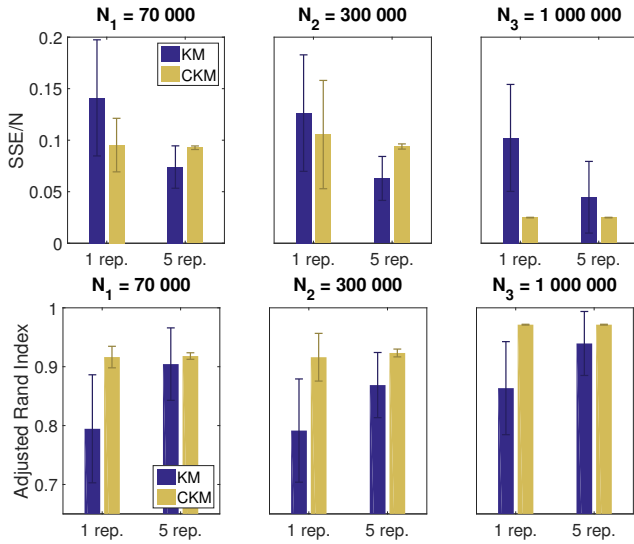 N1 = 70 000
N2 = 300 000
N3 = 1 000 000
SSE/N
0.2
0.15
0.1
0.05
0
KM
CKM
1 rep.
5 rep.
1 rep.
5 rep.
1 rep.
5 rep.
N1 = 70 000
N2 = 300 000
N3 = 1 000 000
Adjusted Rand Index
1
0.9
0.8
0.7
KM
CKM
1 rep.
5 rep.
1 rep.
5 rep.
1 rep.
5 rep.